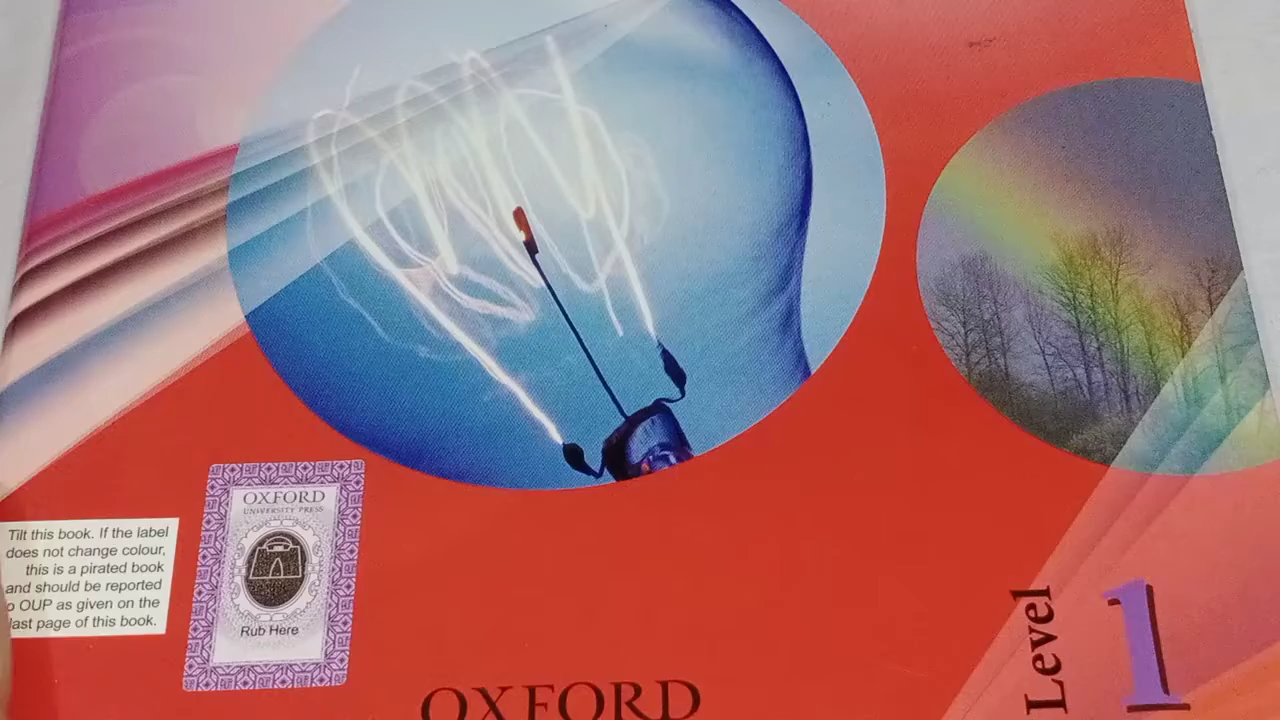 Tilt this book. If the label
does not change colour,
this is a pirated book
and should be reported
OUP as given on the
last page of this book.
OXFORD
UNIVERSITY PRESS
Rub Here
OXFORD
Level 1